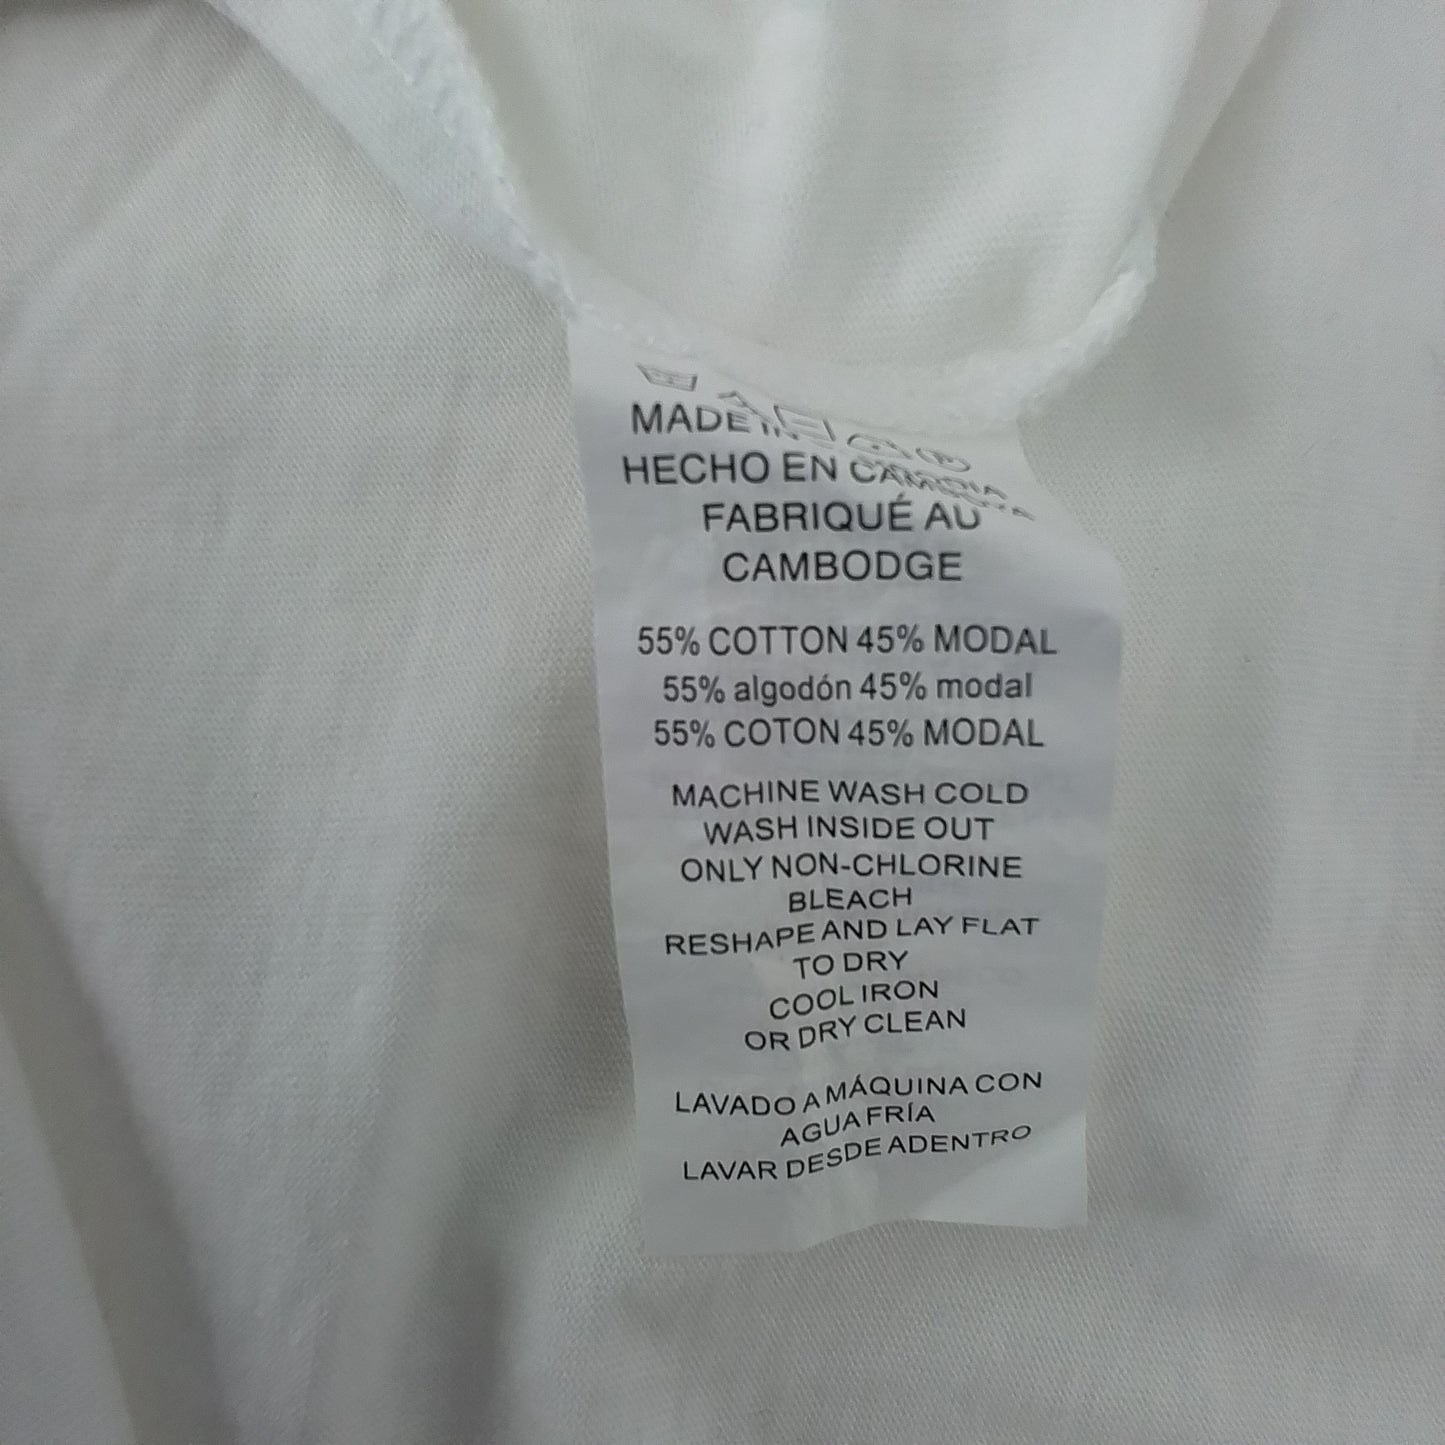 MADE IN
HECHO EN CAMBOYA
FABRIQUÉ AU
CAMBODGE
55% COTTON 45% MODAL
55% algodón 45% modal
55% COTON 45% MODAL
MACHINE WASH COLD
WASH INSIDE OUT
ONLY NON-CHLORINE
BLEACH
RESHAPE AND LAY FLAT
TO DRY
COOL IRON
OR DRY CLEAN
LAVADO A MÁQUINA CON
AGUA FRÍA
LAVAR DESDE ADENTRO